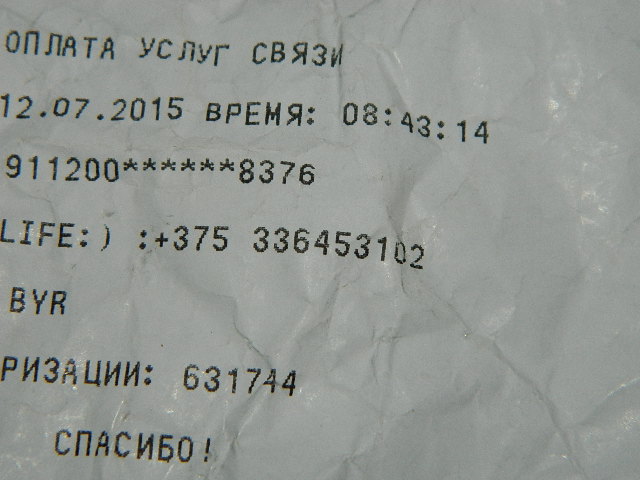 ОПЛАТА УСЛУГ СВЯЗИ
12.07.2015 ВРЕМЯ: 08:43:14
911200******8376
LIFE:) :+375 336453102
BYR
РИЗАЦИИ: 631744
СПАСИБО!